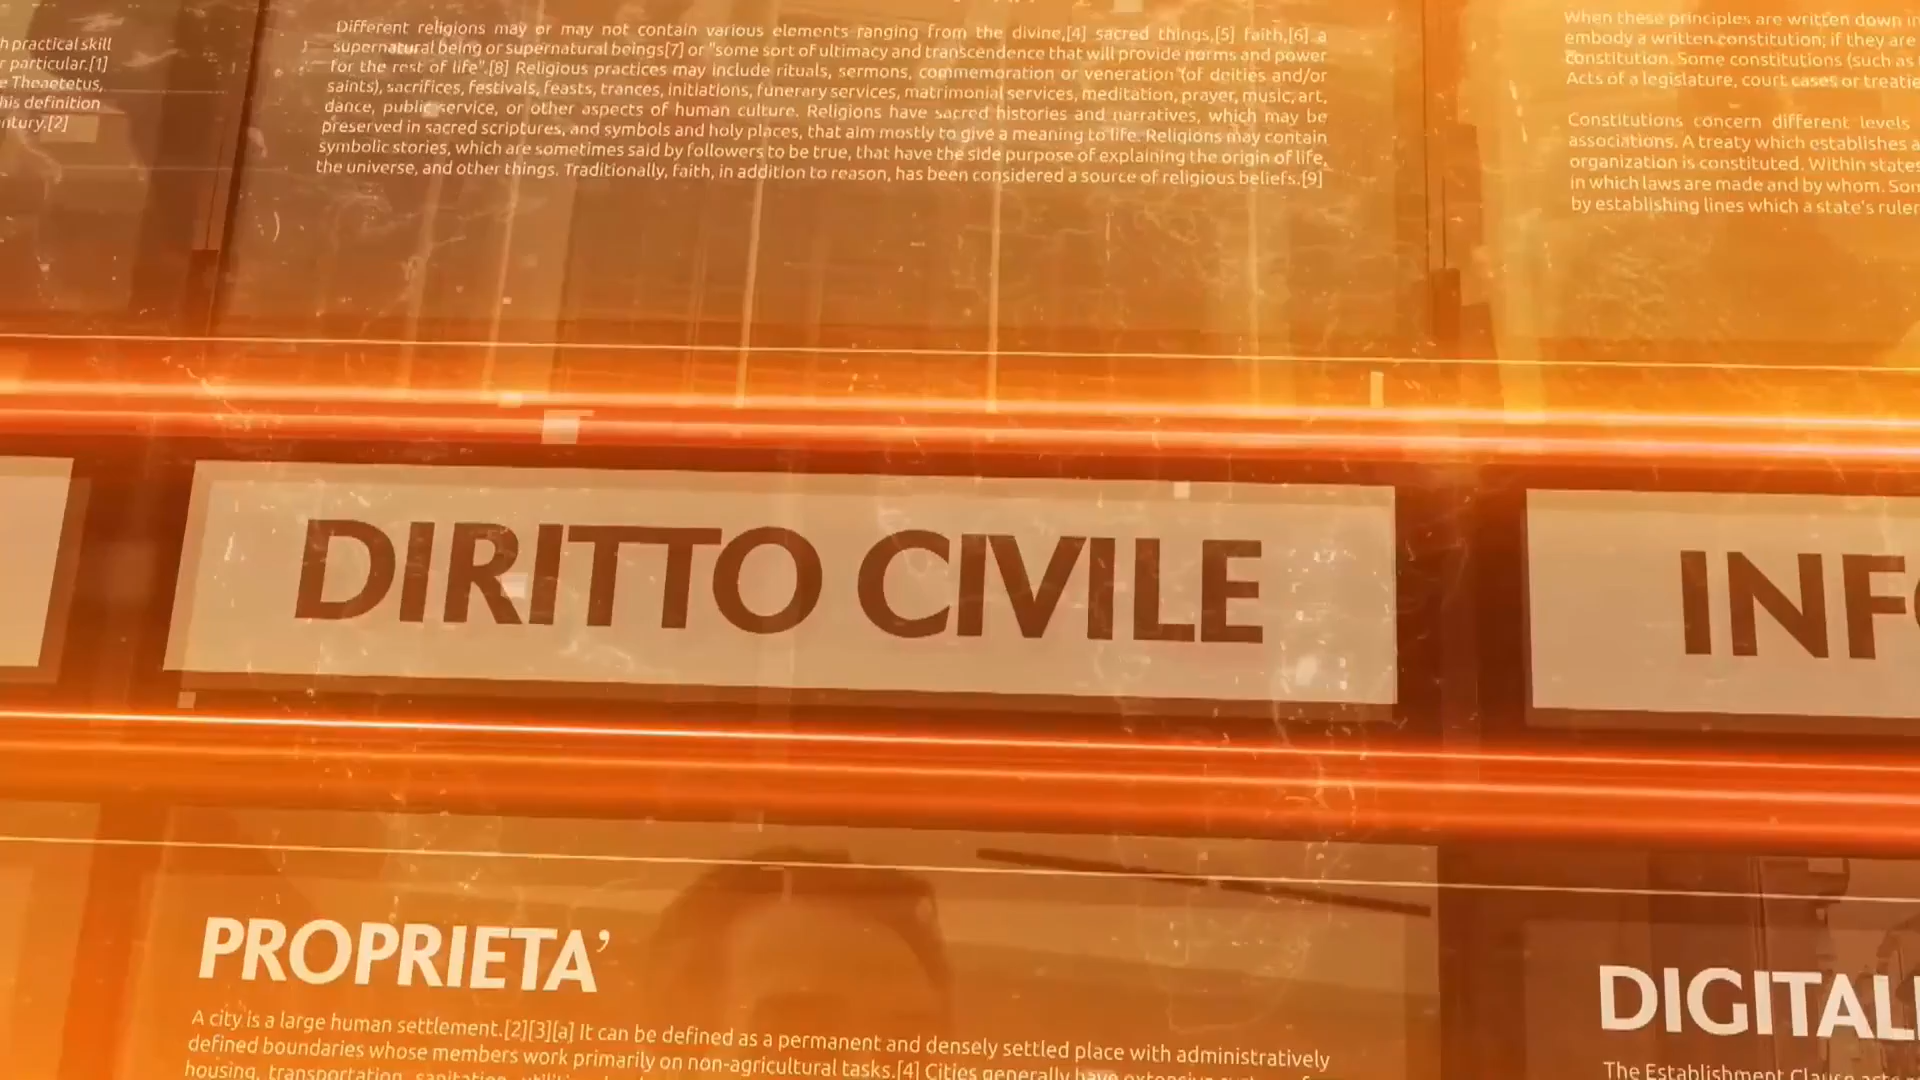 h practical skill
r particular.[1]
e Theaetetus,
his definition
ntury.[2]
Different religions may or may not contain various elements ranging from the divine,[4] sacred things,[5] faith,[6] a
supernatural being or supernatural beings[7] or "some sort of ultimacy and transcendence that will provide norms and power
for the rest of life".[8] Religious practices may include rituals, sermons, commemoration or veneration (of deities and/or
saints), sacrifices, festivals, feasts, trances, initiations, funerary services, matrimonial services, meditation, prayer, music, art,
dance, public service, or other aspects of human culture. Religions have sacred histories and narratives, which may be
preserved in sacred scriptures, and symbols and holy places, that aim mostly to give a meaning to life. Religions may contain
symbolic stories, which are sometimes said by followers to be true, that have the side purpose of explaining the origin of life,
the universe, and other things. Traditionally, faith, in addition to reason, has been considered a source of religious beliefs.[9]
When these principles are written down in
embody a written constitution; if they are
constitution. Some constitutions (such as
Acts of a legislature, court cases or treatie
Constitutions concern different levels
associations. A treaty which establishes a
organization is constituted. Within states
in which laws are made and by whom. Som
by establishing lines which a state's ruler
DIRITTO CIVILE
INFO
PROPRIETA'
A city is a large human settlement.[2][3][a] It can be defined as a permanent and densely settled place with administratively
defined boundaries whose members work primarily on non-agricultural tasks.[4] Cities generally have extensive
housing, transportation, sanitation,
DIGITAL
The Establishment Clause